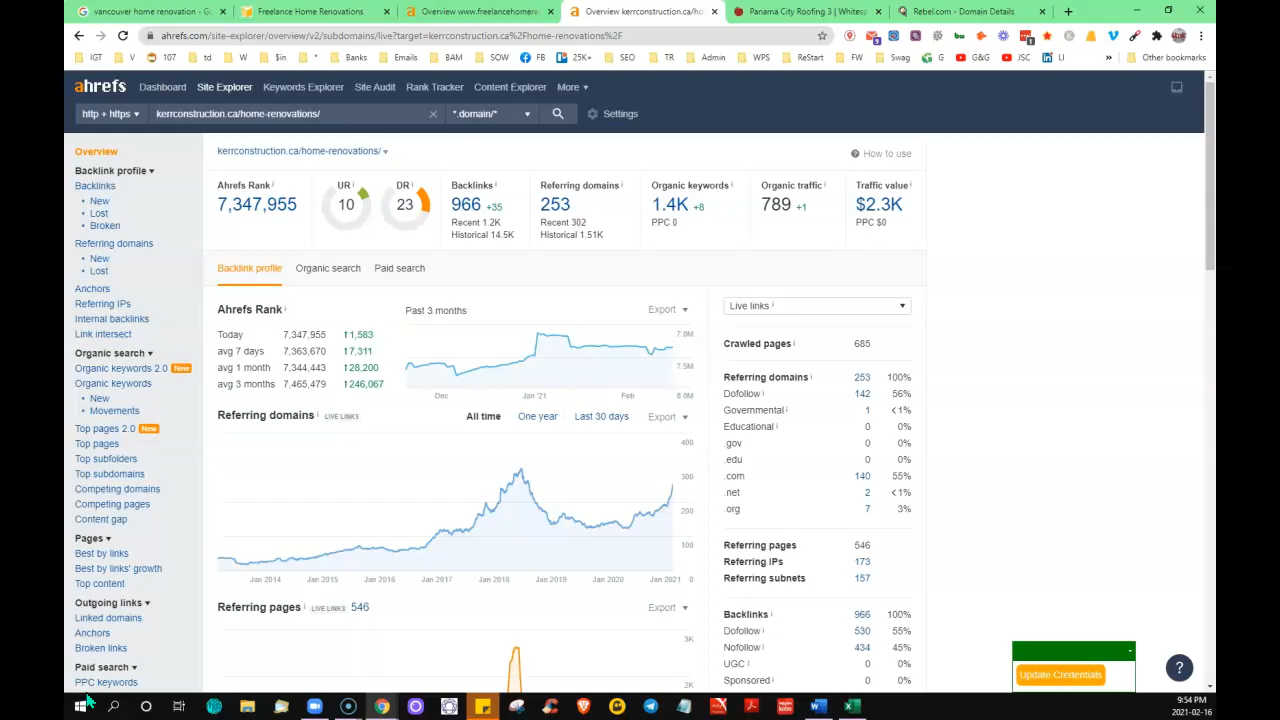 vancouver home renovation - Go
Freelance Home Renovations
Overview www.freelancehomerenov
Overview kerrconstruction.ca/ho
Panama City Roofing 3 | Whitesp
Rebel.com - Domain Details
ahrefs.com/site-explorer/overview/v2/subdomains/live?target=kerrconstruction.ca%2Fhome-renovations%2F
IGT V 107 td W $in * Banks Emails BAM SOW FB 25K+ SEO TR Admin WPS ReStart FW Swag G G&G JSC LI » Other bookmarks
ahrefs Dashboard Site Explorer Keywords Explorer Site Audit Rank Tracker Content Explorer More
http + https kerrconstruction.ca/home-renovations/ *.domain/* Settings
Overview
Backlink profile
Backlinks
New
Lost
Broken
Referring domains
New
Lost
Anchors
Referring IPs
Internal backlinks
Link intersect
Organic search
Organic keywords 2.0 New
Organic keywords
New
Movements
Top pages 2.0 New
Top pages
Top subfolders
Top subdomains
Competing domains
Competing pages
Content gap
Pages
Best by links
Best by links' growth
Top content
Outgoing links
Linked domains
Anchors
Broken links
Paid search
PPC keywords
kerrconstruction.ca/home-renovations/
How to use
Ahrefs Rank UR DR Backlinks Referring domains Organic keywords Organic traffic Traffic value
7,347,955 10 23 966 +35 253 1.4K +8 789 +1 $2.3K
Recent 1.2K Recent 302 PPC 0 PPC $0
Historical 14.5K Historical 1.51K
Backlink profile Organic search Paid search
Ahrefs Rank Past 3 months Export
Today 7,347,955 ↑1,583
avg 7 days 7,363,670 ↑7,311
avg 1 month 7,344,443 ↑28,200
avg 3 months 7,465,479 ↑246,067
7.0M
7.5M
8.0M
Dec Jan '21 Feb
Referring domains LIVE LINKS All time One year Last 30 days Export
400
300
200
100
0
Jan 2014 Jan 2015 Jan 2016 Jan 2017 Jan 2018 Jan 2019 Jan 2020 Jan 2021
Referring pages LIVE LINKS 546 Export
3K
2K
Live links
Crawled pages 685
Referring domains 253 100%
Dofollow 142 56%
Governmental 1 <1%
Educational 0 0%
.gov 0 0%
.edu 0 0%
.com 140 55%
.net 2 <1%
.org 7 3%
Referring pages 546
Referring IPs 173
Referring subnets 157
Backlinks 966 100%
Dofollow 530 55%
Nofollow 434 45%
UGC 0 0%
Sponsored 0 0%
Update Credentials
?
9:54 PM
2021-02-16